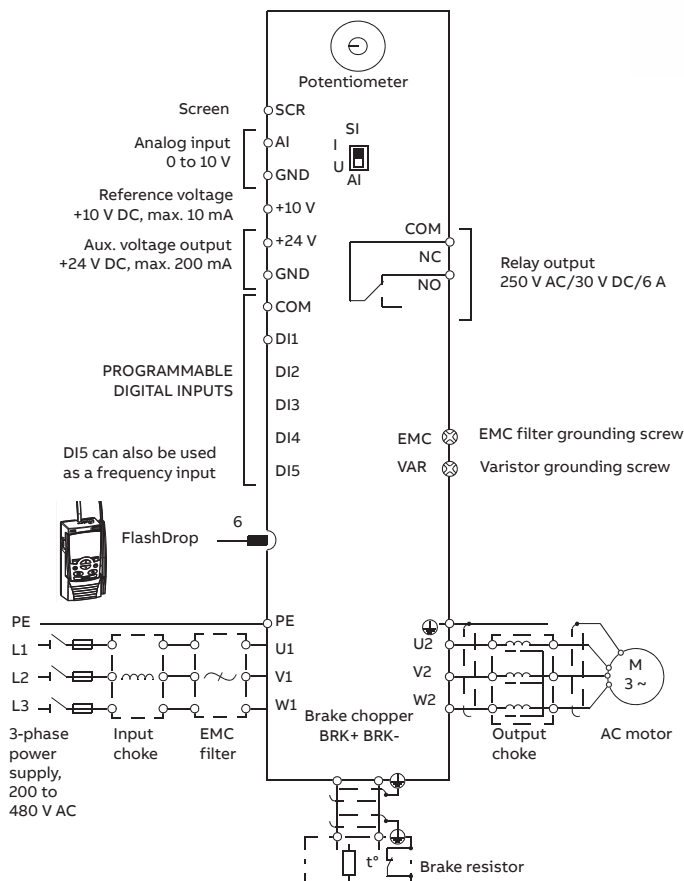 Potentiometer
Screen
SCR
Analog input
0 to 10 V
AI
GND
SI
I
U
AI
Reference voltage
+10 V DC, max. 10 mA
+10 V
Aux. voltage output
+24 V DC, max. 200 mA
+24 V
GND
COM
NC
NO
Relay output
250 V AC/30 V DC/6 A
COM
DI1
PROGRAMMABLE
DIGITAL INPUTS
DI2
DI3
DI4
DI5
DI5 can also be used
as a frequency input
EMC
EMC filter grounding screw
VAR
Varistor grounding screw
FlashDrop
6
PE
PE
L1
U1
U2
L2
V1
V2
L3
W1
W2
M
3 ~
3-phase
power
supply,
200 to
480 V AC
Input
choke
EMC
filter
Brake chopper
BRK+ BRK-
Output
choke
AC motor
t°
Brake resistor